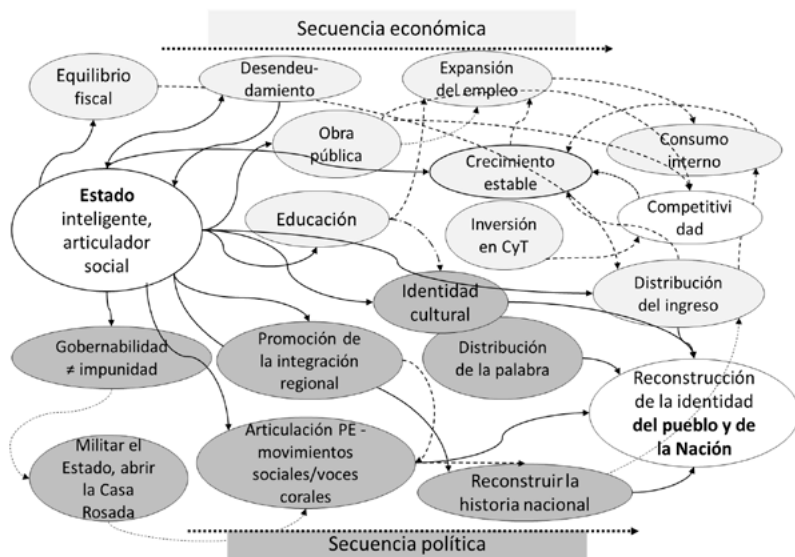 Secuencia económica
Equilibrio
fiscal
Desendeu-
damiento
Expansión
del empleo
Obra
pública
Consumo
interno
Crecimiento
estable
Estado
inteligente,
articulador
social
Educación
Inversión
en CyT
Competitivi
dad
Identidad
cultural
Distribución
del ingreso
Gobernabilidad
≠ impunidad
Promoción de
la integración
regional
Distribución
de la palabra
Reconstrucción
de la identidad
del pueblo y de
la Nación
Militar el
Estado, abrir
la Casa
Rosada
Articulación PE -
movimientos
sociales/voces
corales
Reconstruir la
historia nacional
Secuencia política